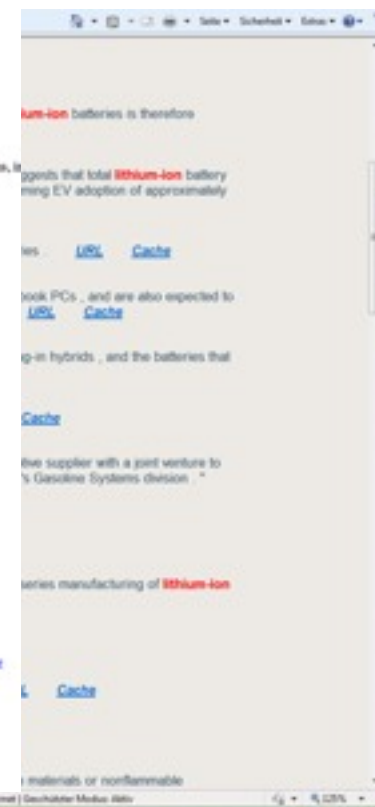 Seite Sicherheit Extras
ium-ion batteries is therefore
ggests that total lithium-ion battery
ming EV adoption of approximately
ies . URL Cache
book PCs , and are also expected to
URL Cache
g-in hybrids , and the batteries that
Cache
tive supplier with a joint venture to
's Gasoline Systems division . "
series manufacturing of lithium-ion
L Cache
materials or nonflammable
net | Geschützter Modus: Aktiv 125%